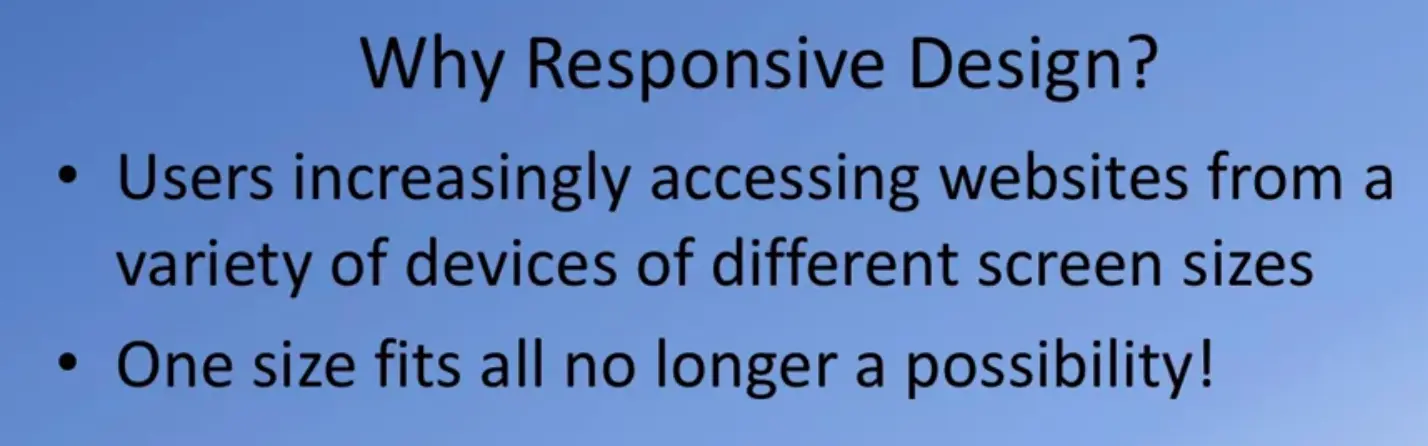 Why Responsive Design?
• Users increasingly accessing websites from a
variety of devices of different screen sizes
• One size fits all no longer a possibility!